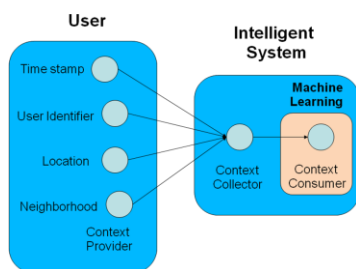 User
Time stamp
User Identifier
Location
Neighborhood
Context
Provider
Intelligent
System
Machine
Learning
Context
Collector
Context
Consumer